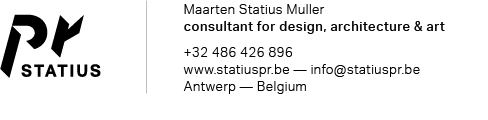 pr
STATIUS
Maarten Statius Muller
consultant for design, architecture & art
+32 486 426 896
www.statiuspr.be — info@statiuspr.be
Antwerp — Belgium